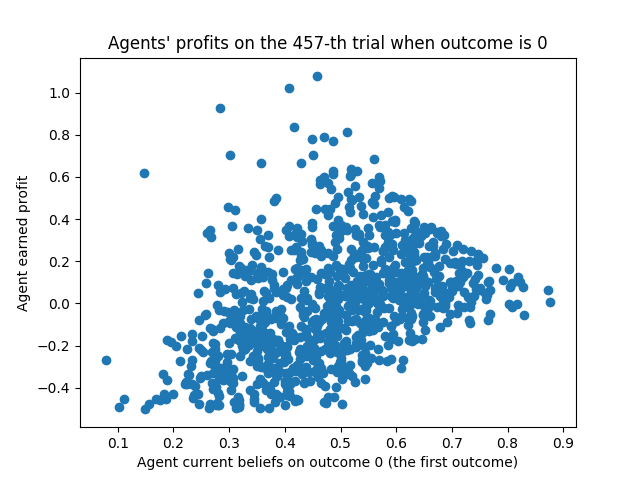 Agents' profits on the 457-th trial when outcome is 0
1.0
0.8
0.6
0.4
0.2
0.0
−0.2
−0.4
Agent earned profit
0.1 0.2 0.3 0.4 0.5 0.6 0.7 0.8 0.9
Agent current beliefs on outcome 0 (the first outcome)